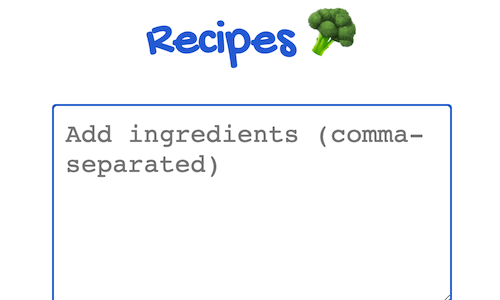 Recipes 🥦
Add ingredients (comma-
separated)